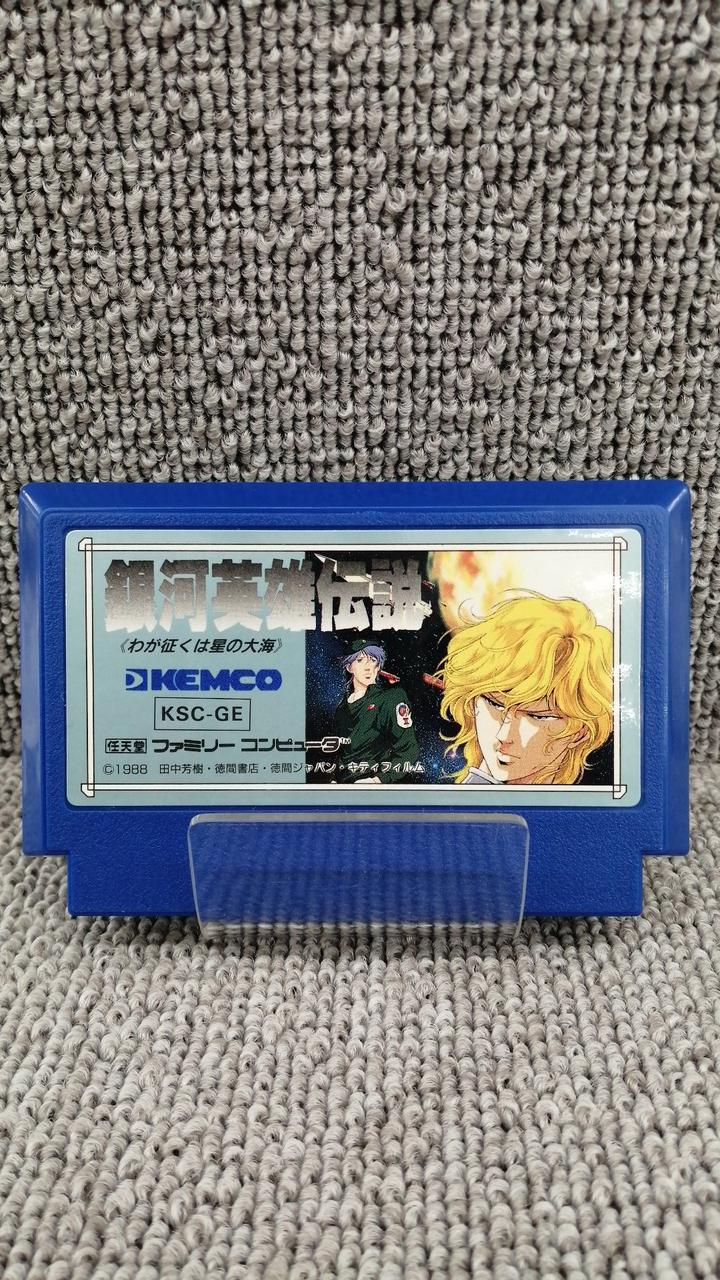 銀河英雄伝説
《わが征くは星の大海》
KEMCO
KSC-GE
任天堂 ファミリー コンピュータ™
©1988 田中芳樹・徳間書店・徳間ジャパン・キティフィルム